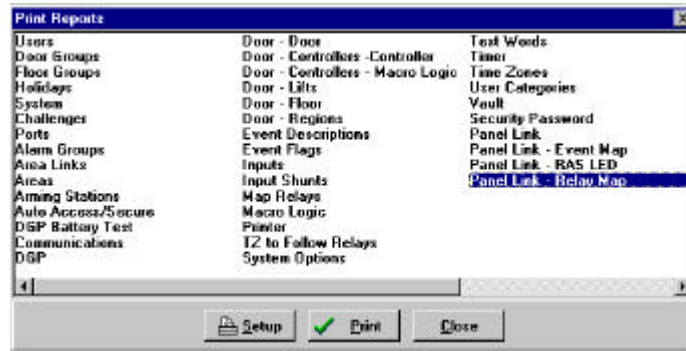 Print Reports
Users
Door Groups
Floor Groups
Holidays
System
Challenger
Ports
Alarm Groups
Area Links
Areas
Arming Stations
Auto Access/Secure
DGP Battery Test
Communications
DGP
Door - Door
Door - Controllers -Controller
Door - Controllers - Macro Logic
Door - Lifts
Door - Floor
Door - Regions
Event Descriptions
Event Flags
Inputs
Input Shunts
Map Relays
Macro Logic
Printer
TZ to Follow Relays
System Options
Text Words
Timer
Time Zones
User Categories
Vault
Security Password
Panel Link
Panel Link - Event Map
Panel Link - RAS LED
Panel Link - Relay Map
Setup
Print
Close